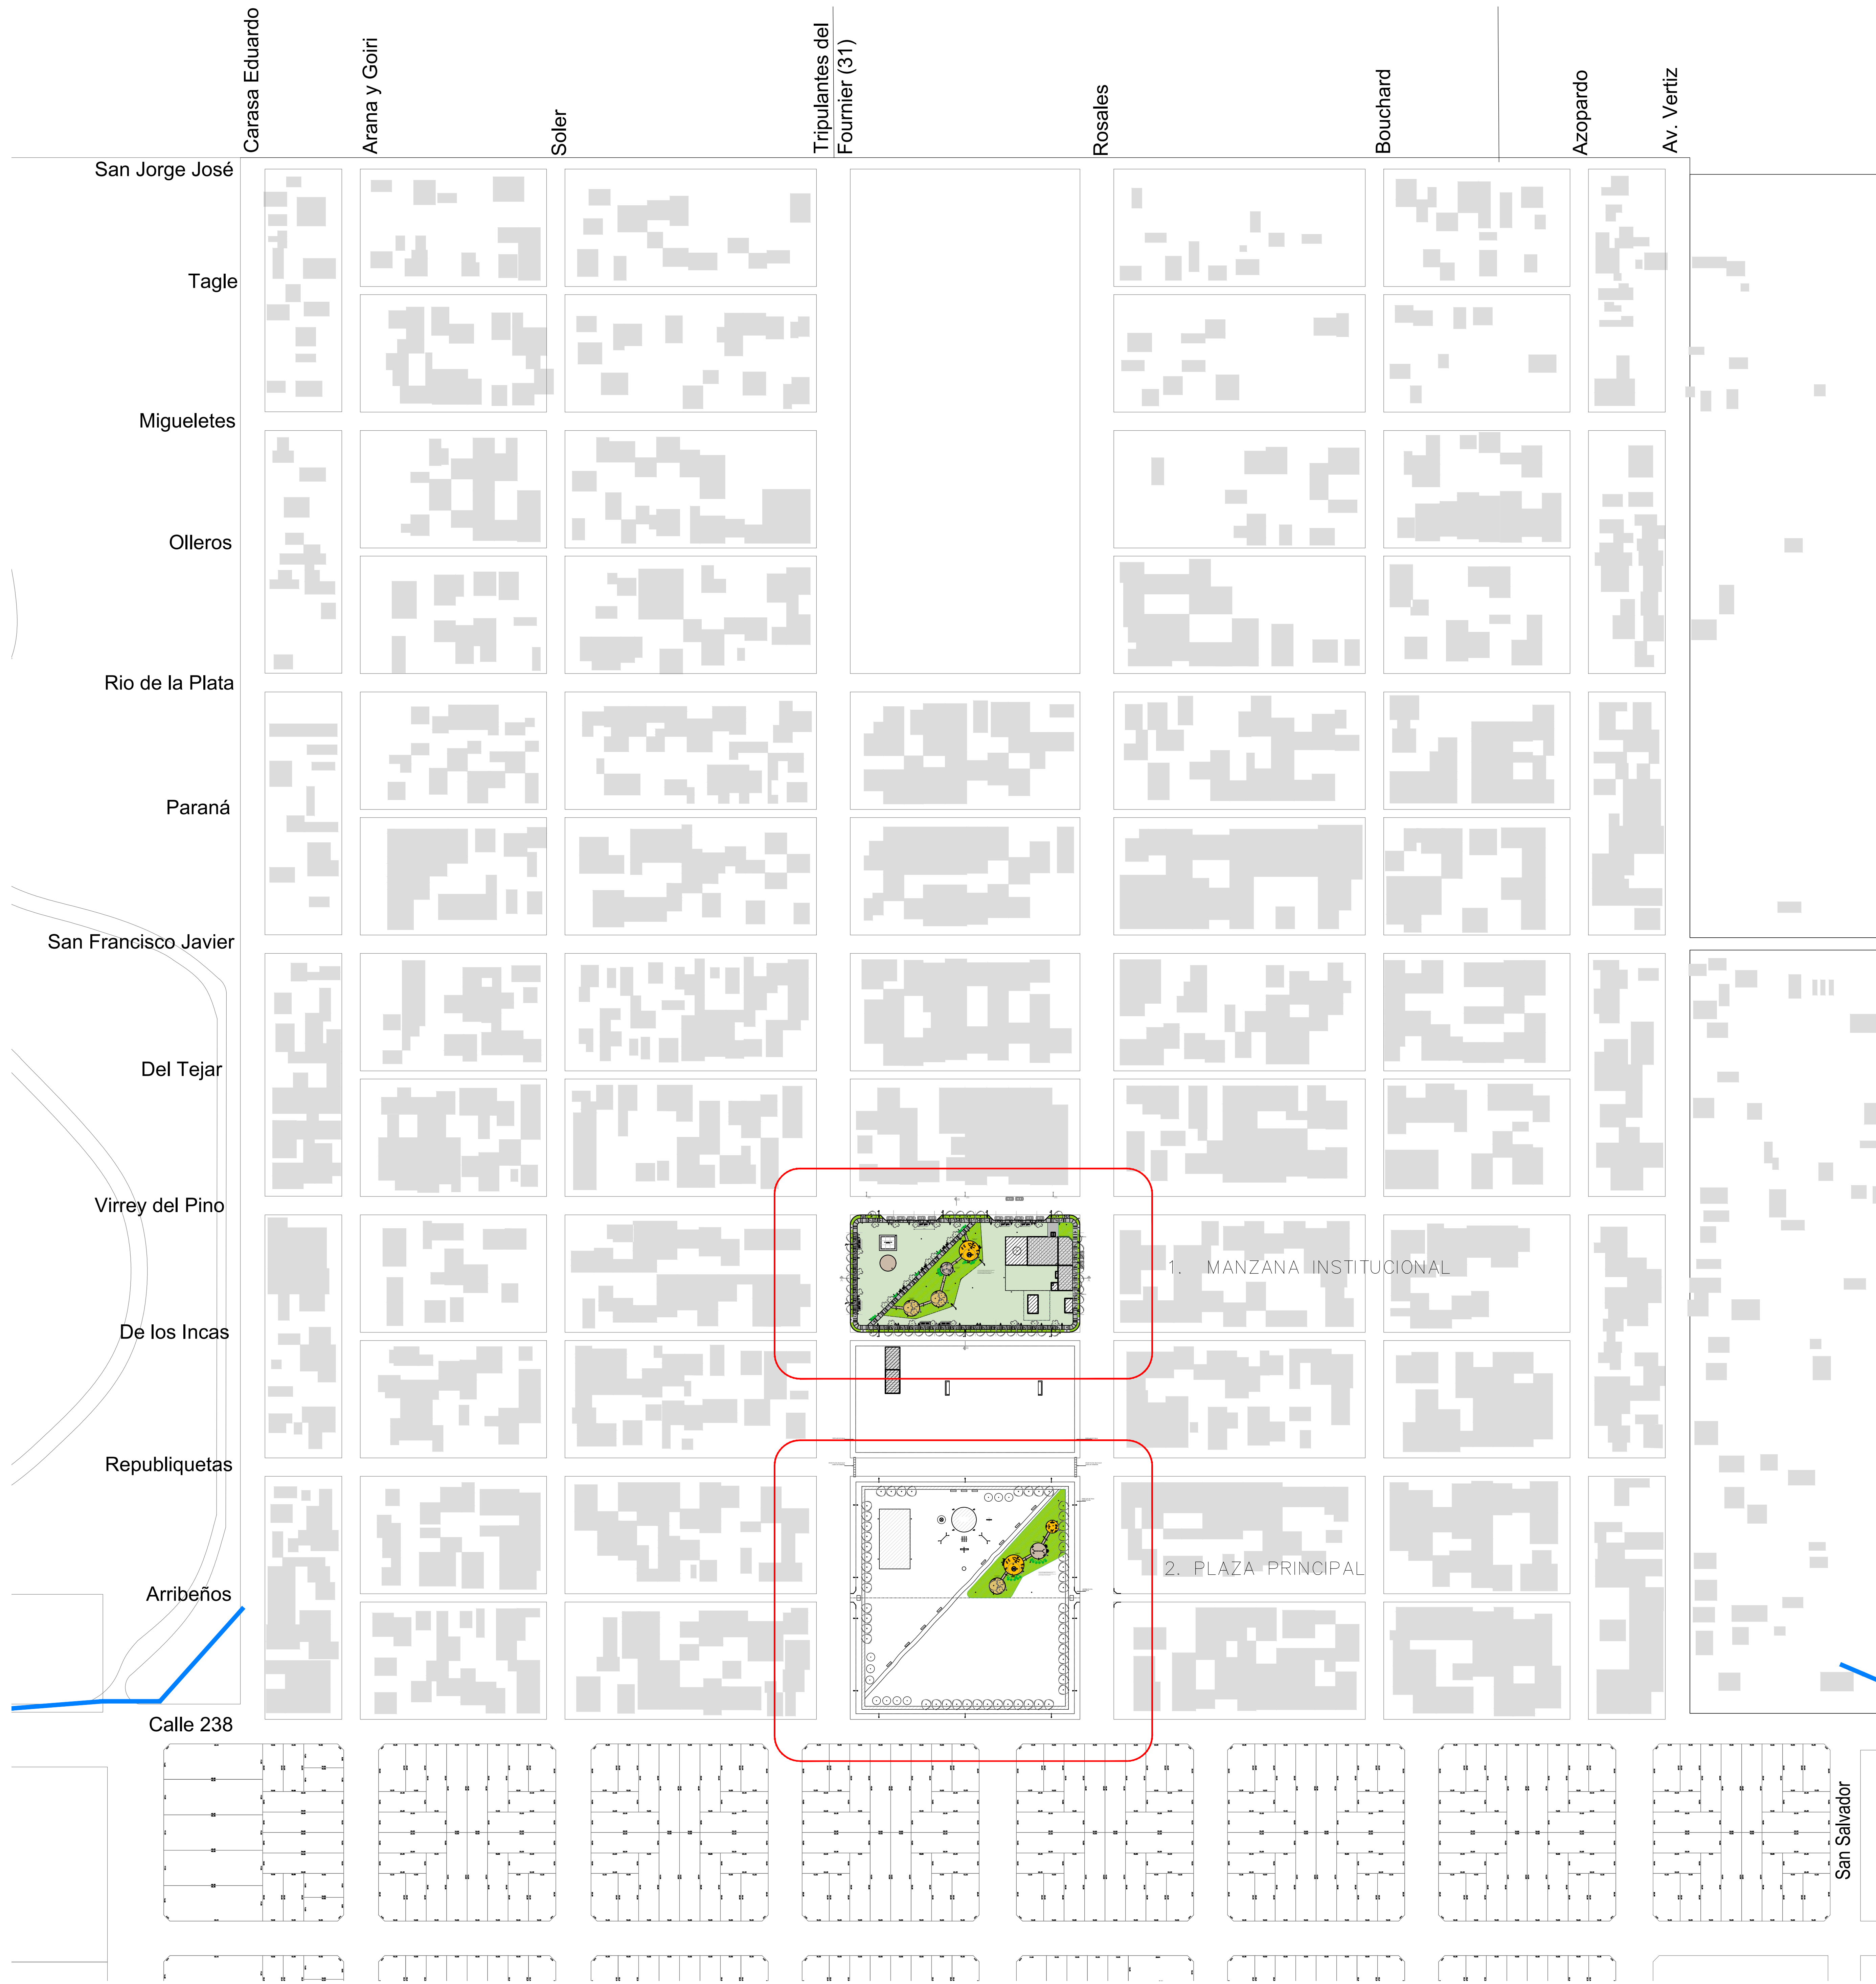 Carasa Eduardo
Arana y Goiri
Soler
Tripulantes del
Fournier (31)
Rosales
Bouchard
Azopardo
Av. Vertiz
San Jorge José
Tagle
Migueletes
Olleros
Rio de la Plata
Paraná
San Francisco Javier
Del Tejar
Virrey del Pino
1. MANZANA INSTITUCIONAL
De los Incas
Republiquetas
2. PLAZA PRINCIPAL
Arribeños
Calle 238
San Salvador